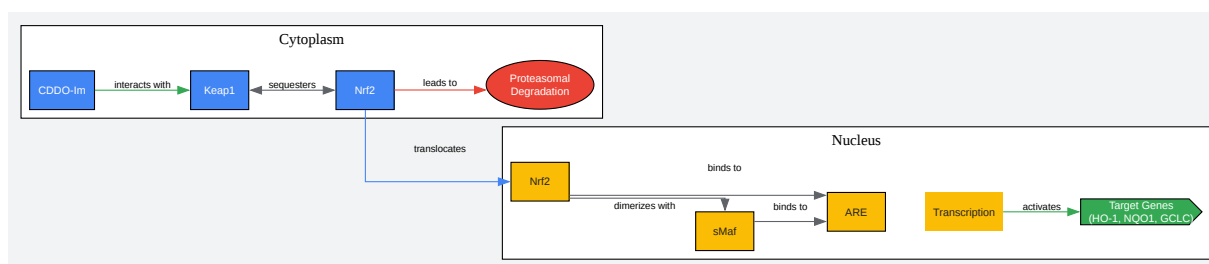 Cytoplasm
CDDO-Im
interacts with
Keap1
sequesters
Nrf2
leads to
Proteasomal
Degradation
translocates
Nucleus
Nrf2
binds to
dimerizes with
sMaf
binds to
ARE
Transcription
activates
Target Genes
(HO-1, NQO1, GCLC)